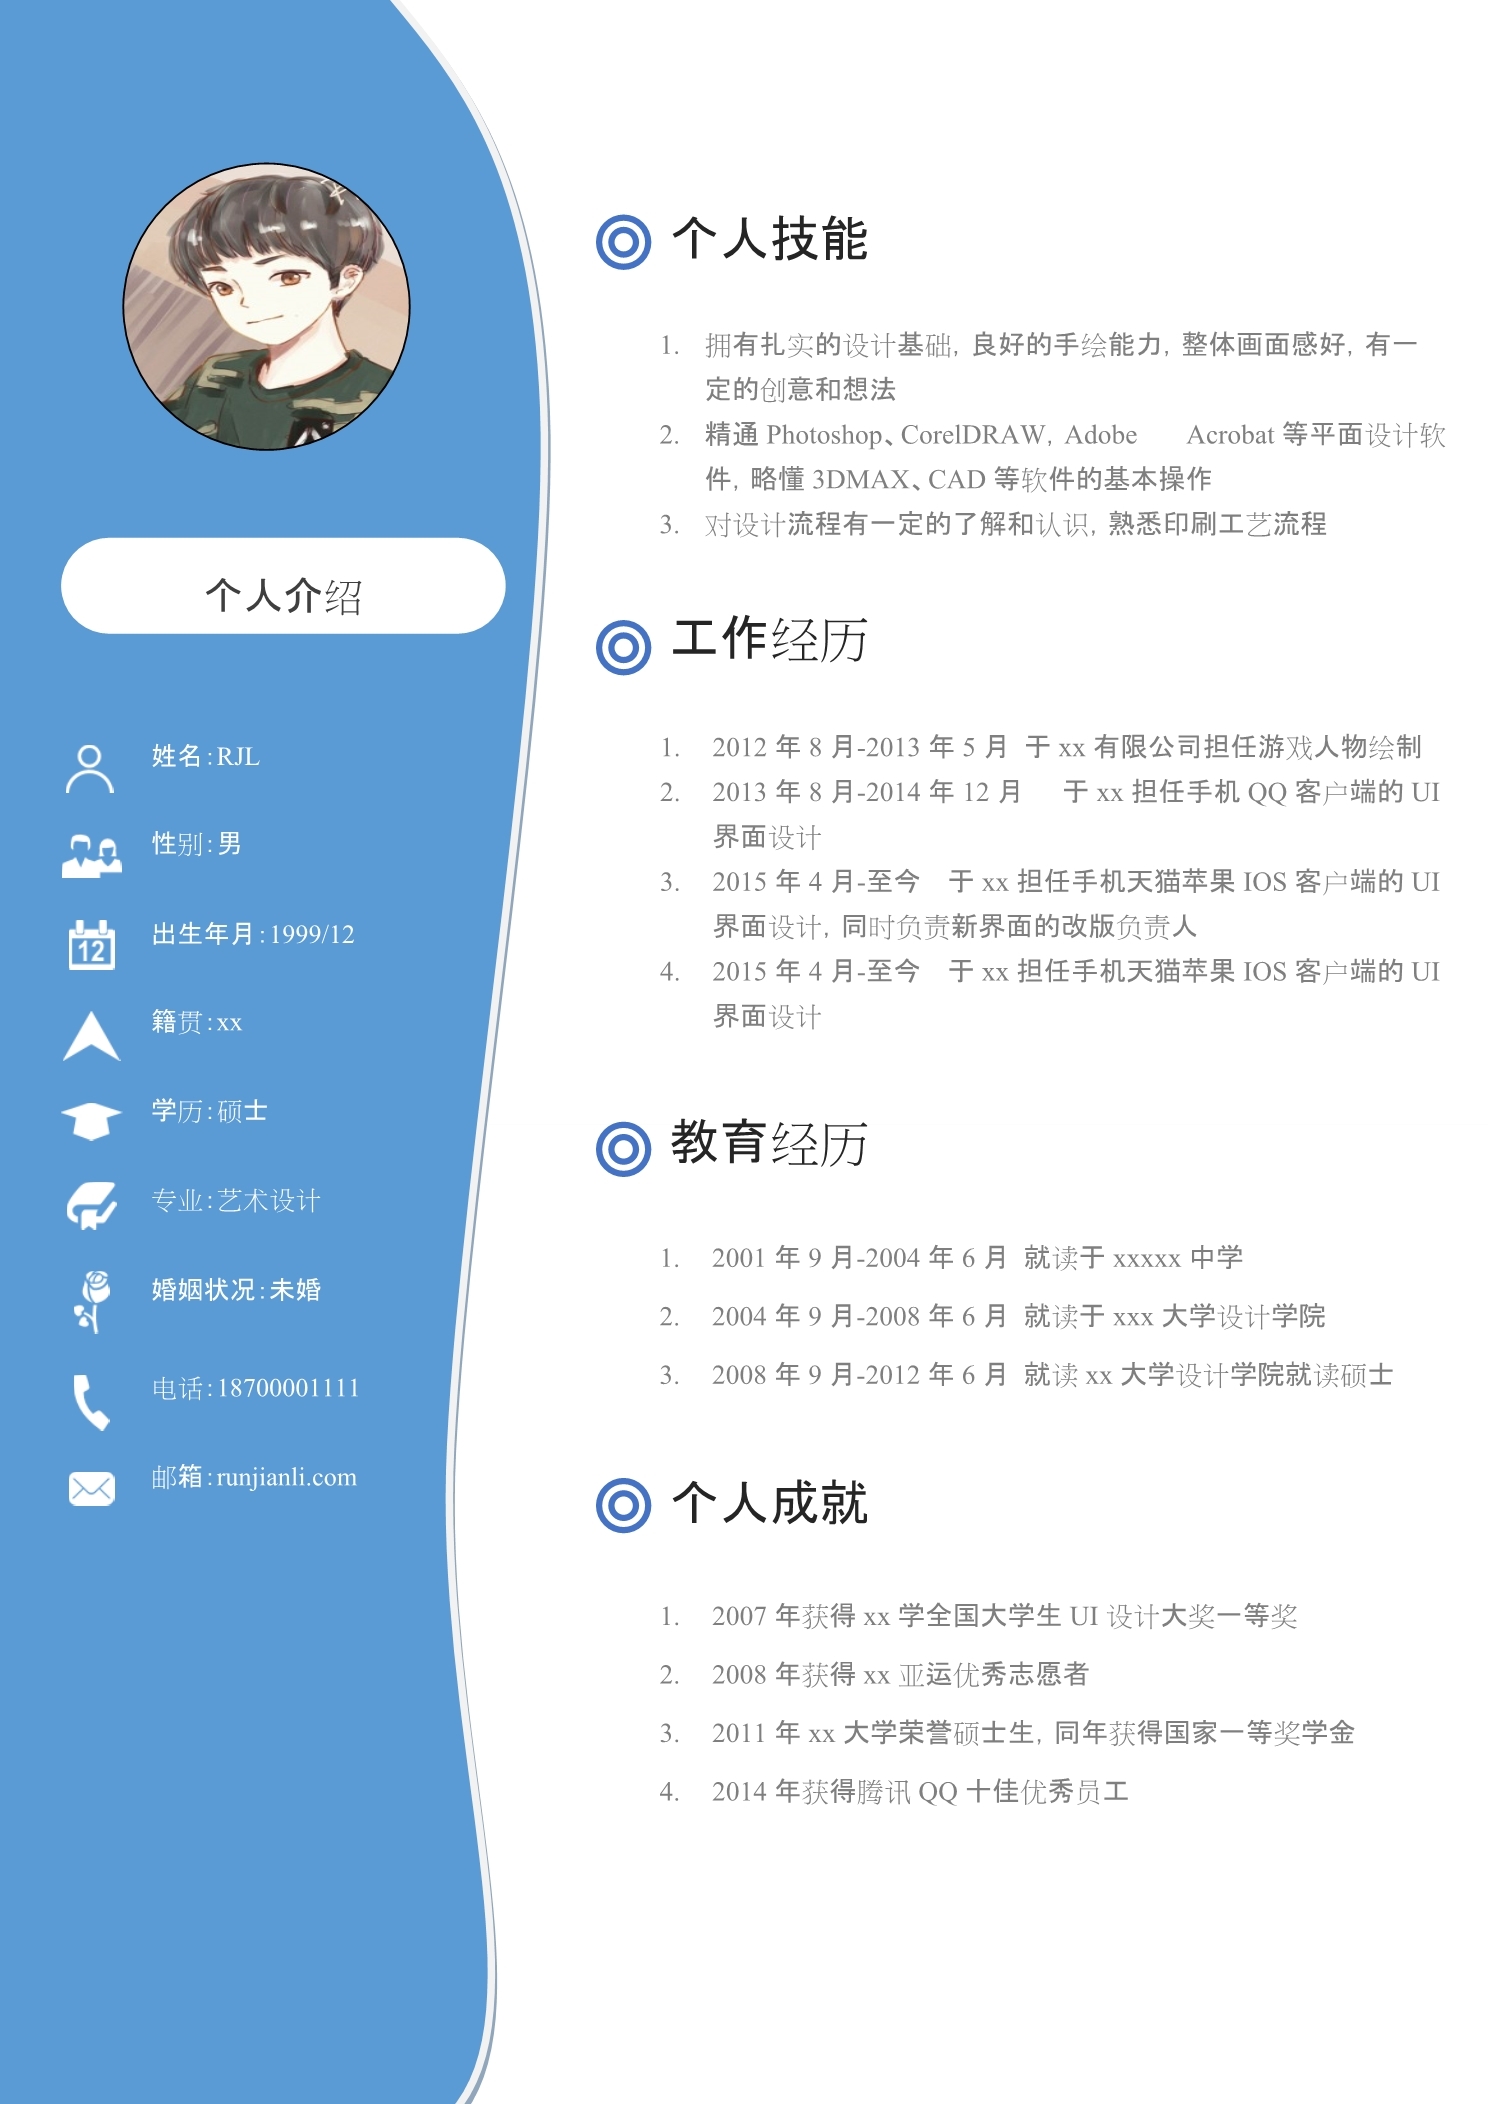 个人介绍
姓名:RJL
性别:男
12
出生年月:1999/12
籍贯:xx
学历:硕士
专业:艺术设计
婚姻状况:未婚
电话:18700001111
邮箱:runjianli.com
个人技能
1. 拥有扎实的设计基础, 良好的手绘能力, 整体画面感好, 有一
定的创意和想法
2. 精通 Photoshop、CorelDRAW, Adobe Acrobat 等平面设计软
件, 略懂 3DMAX、CAD 等软件的基本操作
3. 对设计流程有一定的了解和认识, 熟悉印刷工艺流程
工作经历
1. 2012 年 8 月-2013 年 5 月 于 xx 有限公司担任游戏人物绘制
2. 2013 年 8 月-2014 年 12 月 于 xx 担任手机 QQ 客户端的 UI
界面设计
3. 2015 年 4 月-至今 于 xx 担任手机天猫苹果 IOS 客户端的 UI
界面设计, 同时负责新界面的改版负责人
4. 2015 年 4 月-至今 于 xx 担任手机天猫苹果 IOS 客户端的 UI
界面设计
教育经历
1. 2001 年 9 月-2004 年 6 月 就读于 xxxxx 中学
2. 2004 年 9 月-2008 年 6 月 就读于 xxx 大学设计学院
3. 2008 年 9 月-2012 年 6 月 就读 xx 大学设计学院就读硕士
个人成就
1. 2007 年获得 xx 学全国大学生 UI 设计大奖一等奖
2. 2008 年获得 xx 亚运优秀志愿者
3. 2011 年 xx 大学荣誉硕士生, 同年获得国家一等奖学金
4. 2014 年获得腾讯 QQ 十佳优秀员工